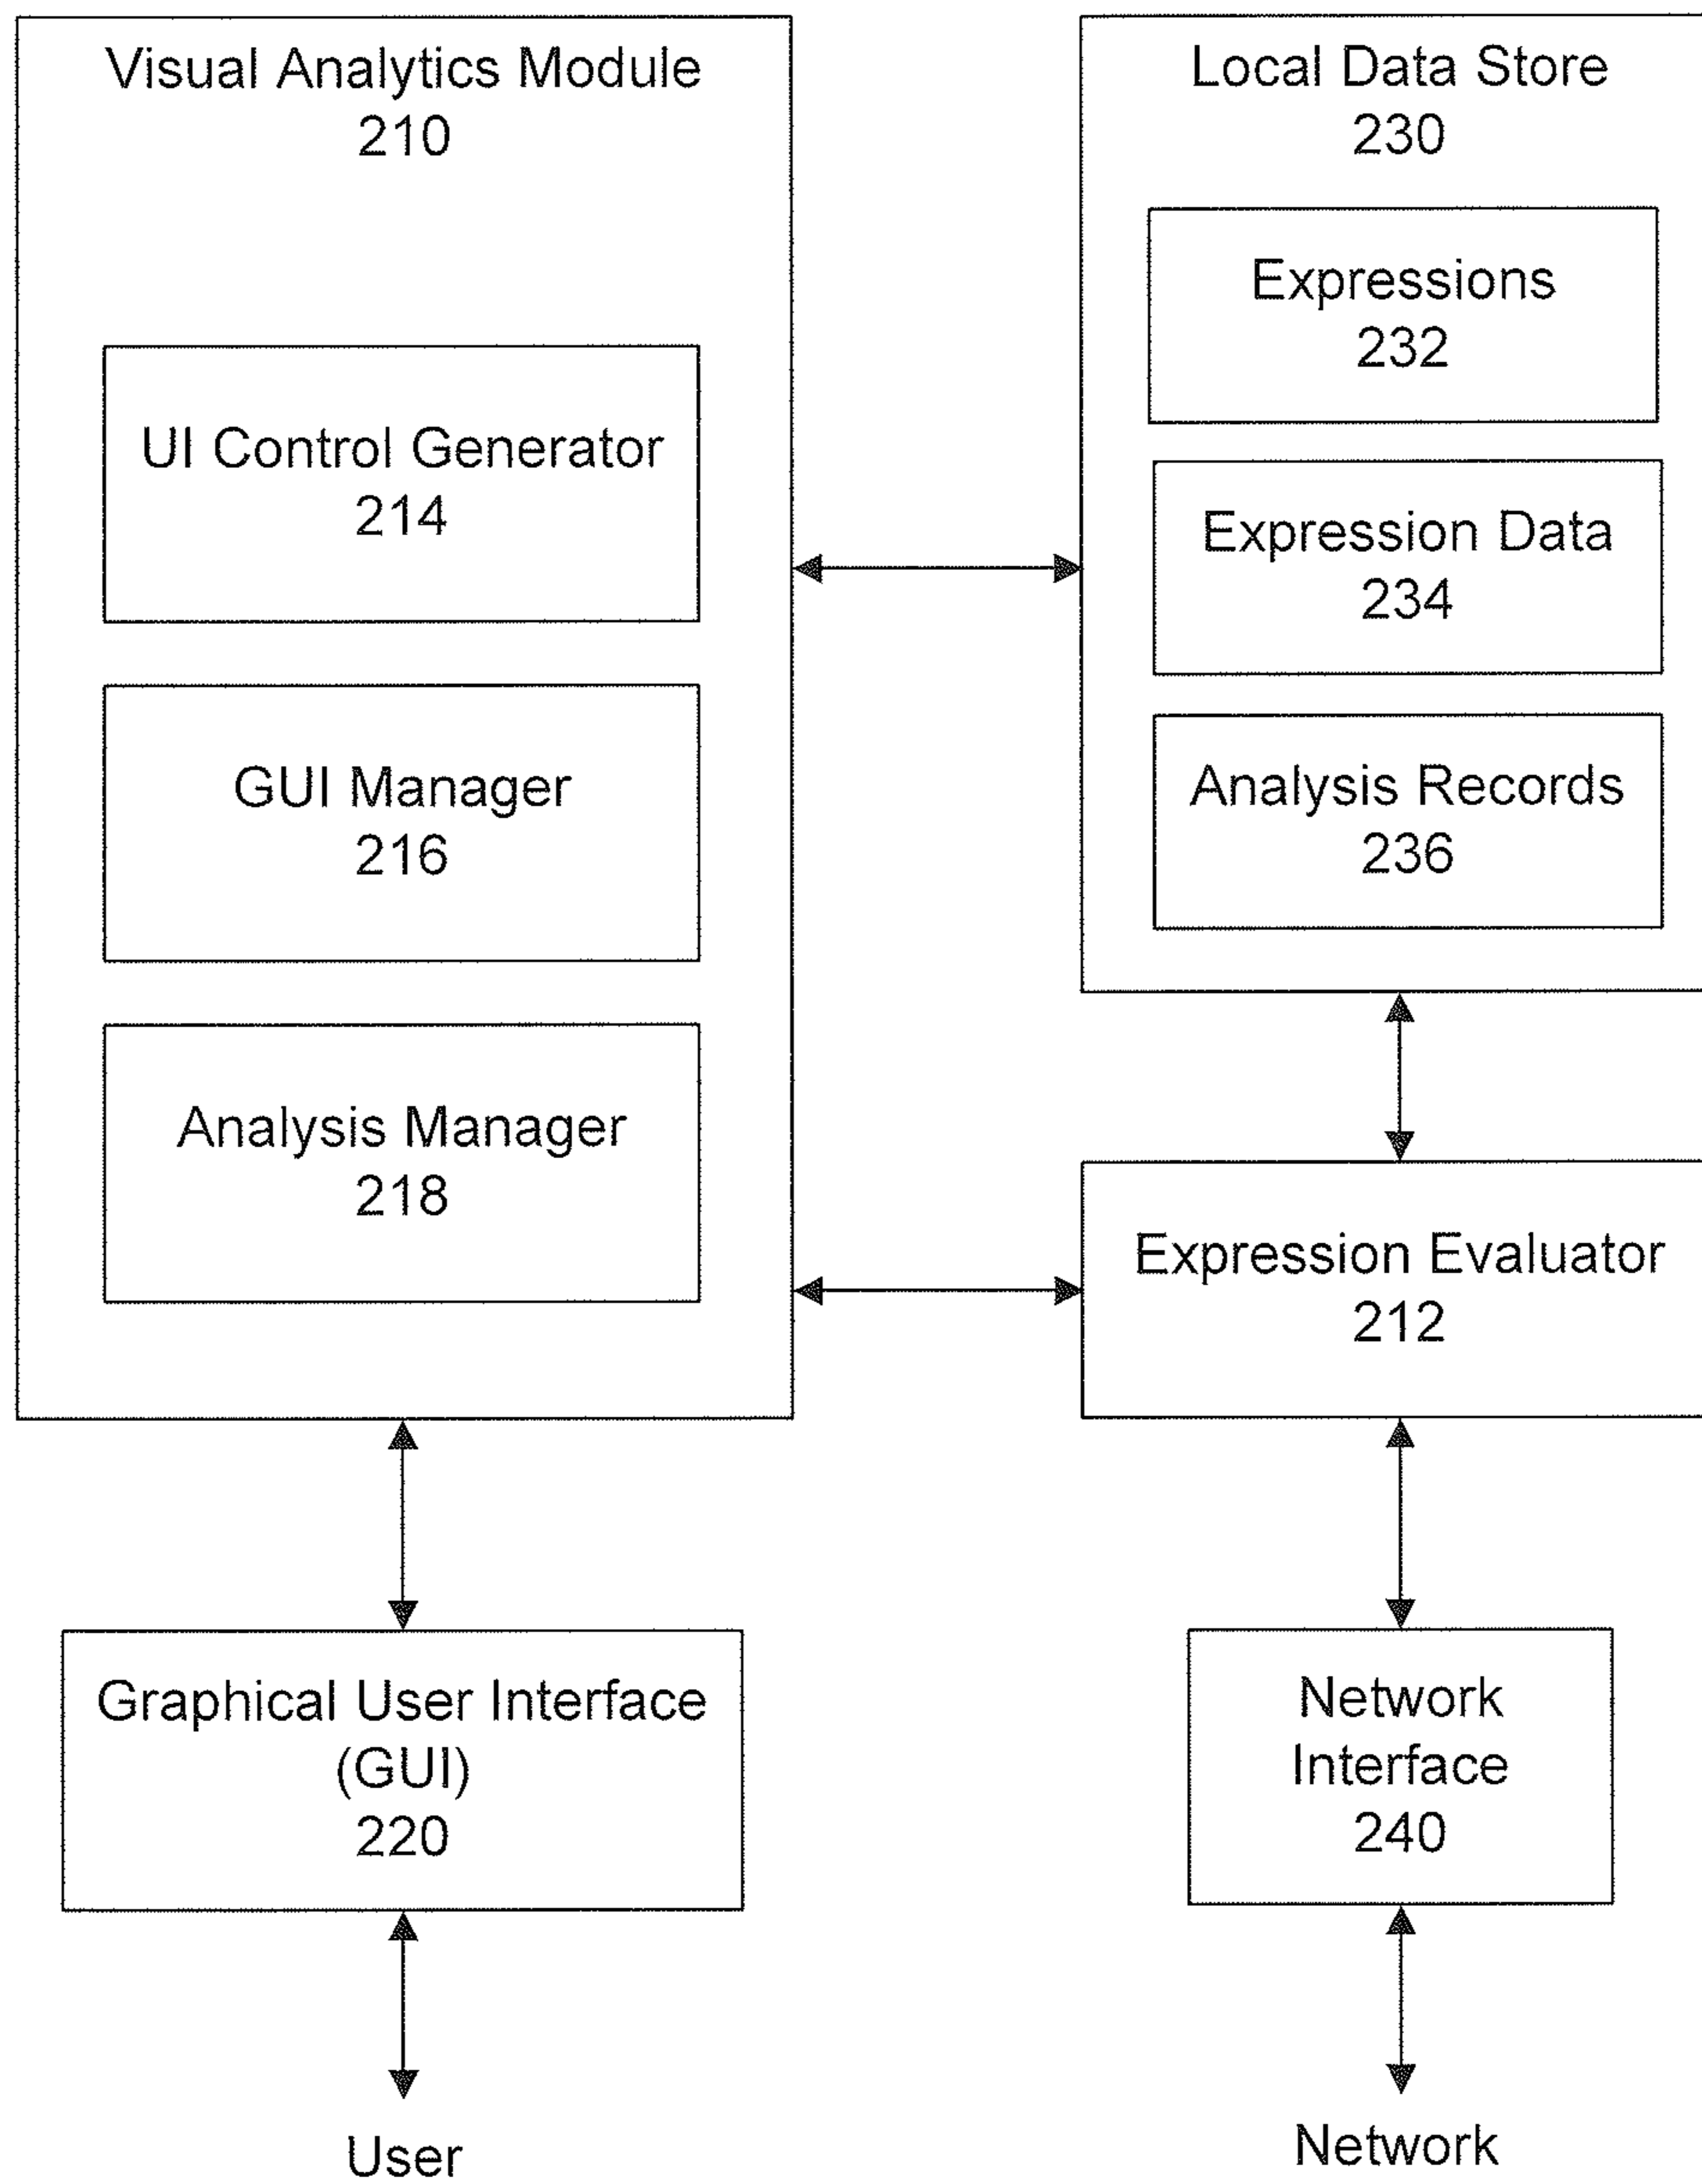 Visual Analytics Module
210
UI Control Generator
214
GUI Manager
216
Analysis Manager
218
Local Data Store
230
Expressions
232
Expression Data
234
Analysis Records
236
Expression Evaluator
212
Graphical User Interface
(GUI)
220
Network
Interface
240
User
Network